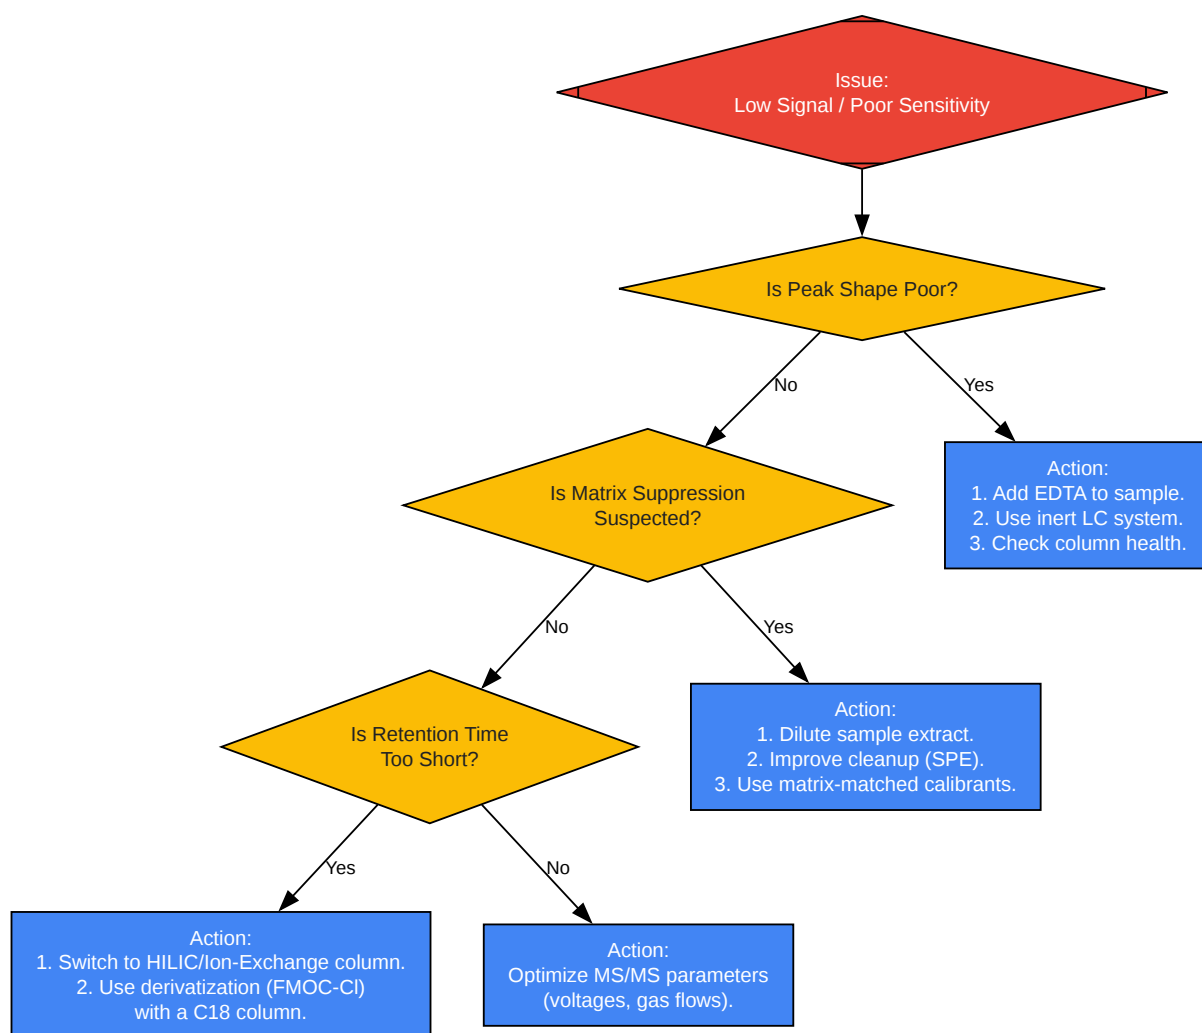 Issue:
Low Signal / Poor Sensitivity
Is Peak Shape Poor?
No
Yes
Is Matrix Suppression
Suspected?
Action:
1. Add EDTA to sample.
2. Use inert LC system.
3. Check column health.
No
Yes
Is Retention Time
Too Short?
Action:
1. Dilute sample extract.
2. Improve cleanup (SPE).
3. Use matrix-matched calibrants.
Yes
No
Action:
1. Switch to HILIC/Ion-Exchange column.
2. Use derivatization (FMOC-Cl)
with a C18 column.
Action:
Optimize MS/MS parameters
(voltages, gas flows).